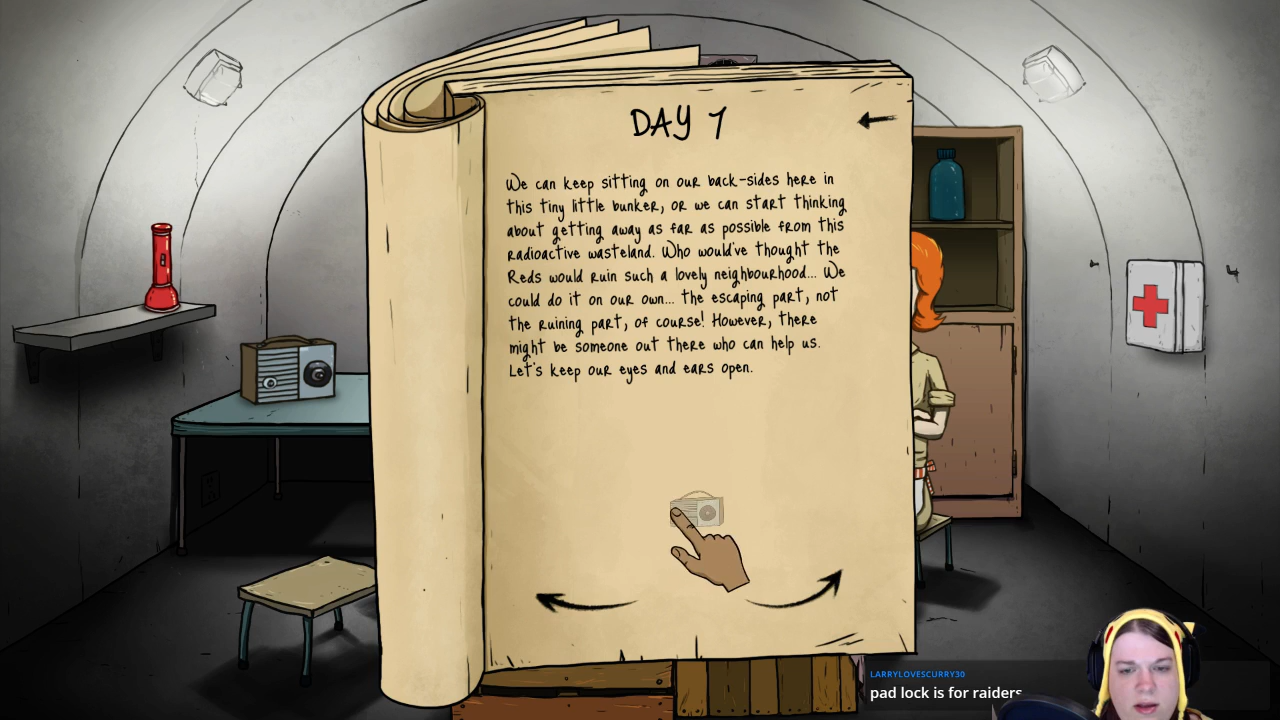 DAY 7
We can keep sitting on our back-sides here in
this tiny little bunker, or we can start thinking
about getting away as far as possible from this
radioactive wasteland. Who would've thought the
Reds would ruin such a lovely neighbourhood... We
could do it on our own... the escaping part, not
the ruining part, of course! However, there
might be someone out there who can help us.
Let's keep our eyes and ears open.
LARRYLOVESCURRY30
pad lock is for raiders